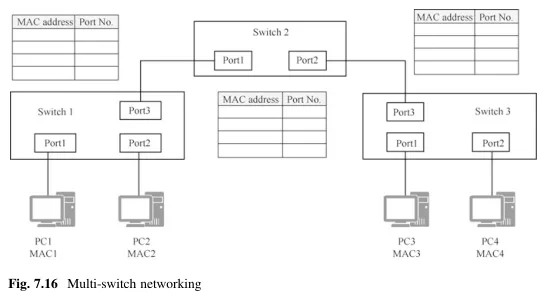 MAC address Port No.
MAC address Port No.
Switch 2
Port1 Port2
MAC address Port No.
Switch 1
Port3
Port1 Port2
Port3
Switch 3
Port1 Port2
PC1
MAC1
PC2
MAC2
PC3
MAC3
PC4
MAC4
Fig. 7.16 Multi-switch networking